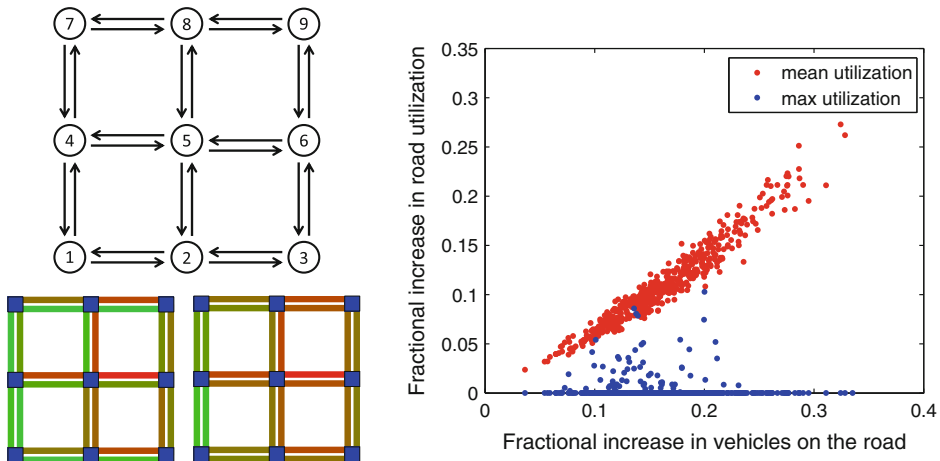 7 8 9
4 5 6
1 2 3
Fractional increase in road utilization
0.35
0.3
0.25
0.2
0.15
0.1
0.05
0
mean utilization
max utilization
0 0.1 0.2 0.3 0.4
Fractional increase in vehicles on the road